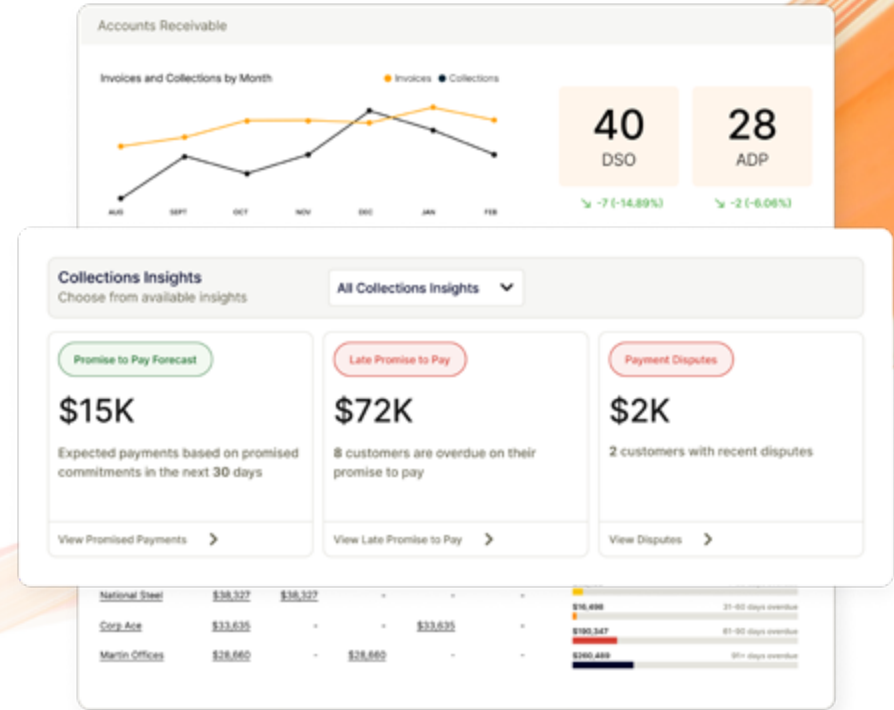 Accounts Receivable
Invoices and Collections by Month
Invoices Collections
40
DSO
-7 (-14.89%)
28
ADP
-2 (-6.06%)
AUG SEPT OCT NOV DEC JAN FEB
Collections Insights
Choose from available insights
All Collections Insights
Promise to Pay Forecast
$15K
Expected payments based on promised
commitments in the next 30 days
View Promised Payments
Late Promise to Pay
$72K
8 customers are overdue on their
promise to pay
View Late Promise to Pay
Payment Disputes
$2K
2 customers with recent disputes
View Disputes
National Steel $38,327 $38,327 - - -
Corp Ace $33,635 - - $33,635 -
Martin Offices $28,660 - $28,660 - -
$16,498 31-60 days overdue
$190,347 61-90 days overdue
$260,489 91+ days overdue